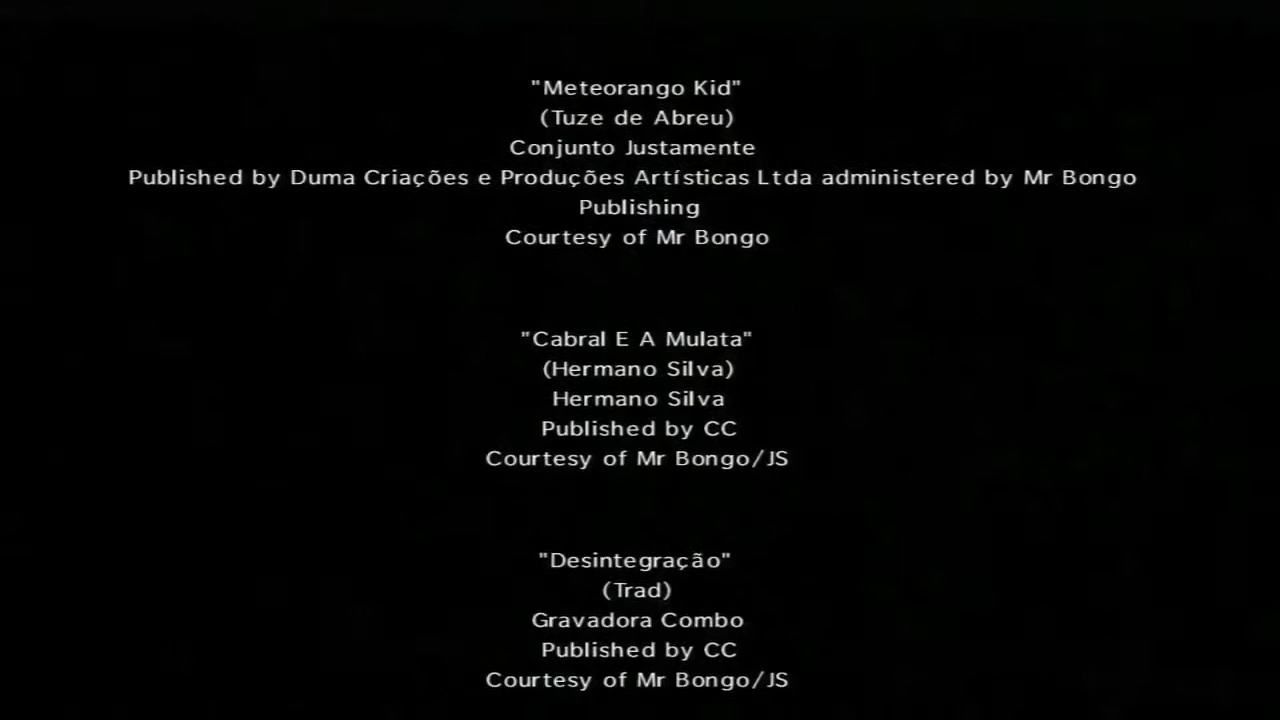 "Meteorango Kid"
(Tuze de Abreu)
Conjunto Justamente
Published by Duma Criações e Produções Artísticas Ltda administered by Mr Bongo
Publishing
Courtesy of Mr Bongo
"Cabral E A Mulata"
(Hermano Silva)
Hermano Silva
Published by CC
Courtesy of Mr Bongo/JS
"Desintegração"
(Trad)
Gravadora Combo
Published by CC
Courtesy of Mr Bongo/JS